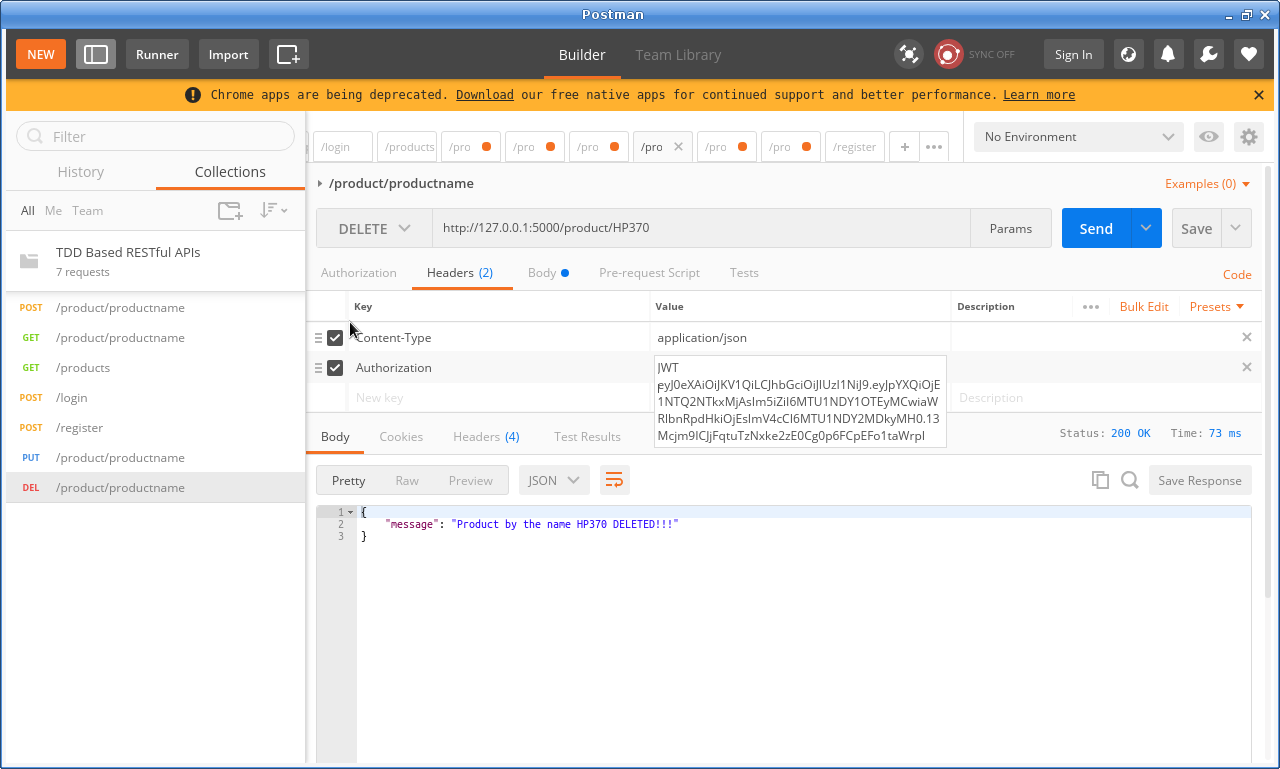 Postman
NEW
Runner
Import
Builder
Team Library
SYNC OFF
Sign In
Chrome apps are being deprecated. Download our free native apps for continued support and better performance. Learn more
Filter
History
Collections
All
Me
Team
TDD Based RESTful APIs
7 requests
POST /product/productname
GET /product/productname
GET /products
POST /login
POST /register
PUT /product/productname
DEL /product/productname
/login
/products
/pro
/pro
/pro
/pro
/pro
/pro
/register
No Environment
/product/productname
Examples (0)
DELETE
http://127.0.0.1:5000/product/HP370
Params
Send
Save
Authorization
Headers (2)
Body
Pre-request Script
Tests
Code
Key
Value
Description
Bulk Edit
Presets
Content-Type
application/json
Authorization
JWT
New key
Description
Body
Cookies
Headers (4)
Test Results
Status: 200 OK
Time: 73 ms
Pretty
Raw
Preview
JSON
Save Response
1 {
2 "message": "Product by the name HP370 DELETED!!!"
3 }